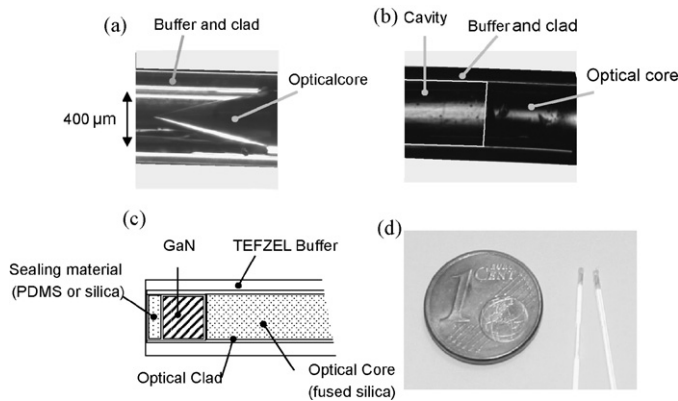 (a)
Buffer and clad
Opticalcore
400 µm
(b)
Cavity
Buffer and clad
Optical core
(c)
GaN
TEFZEL Buffer
Sealing material
(PDMS or silica)
Optical Clad
Optical Core
(fused silica)
(d)
1
CENT